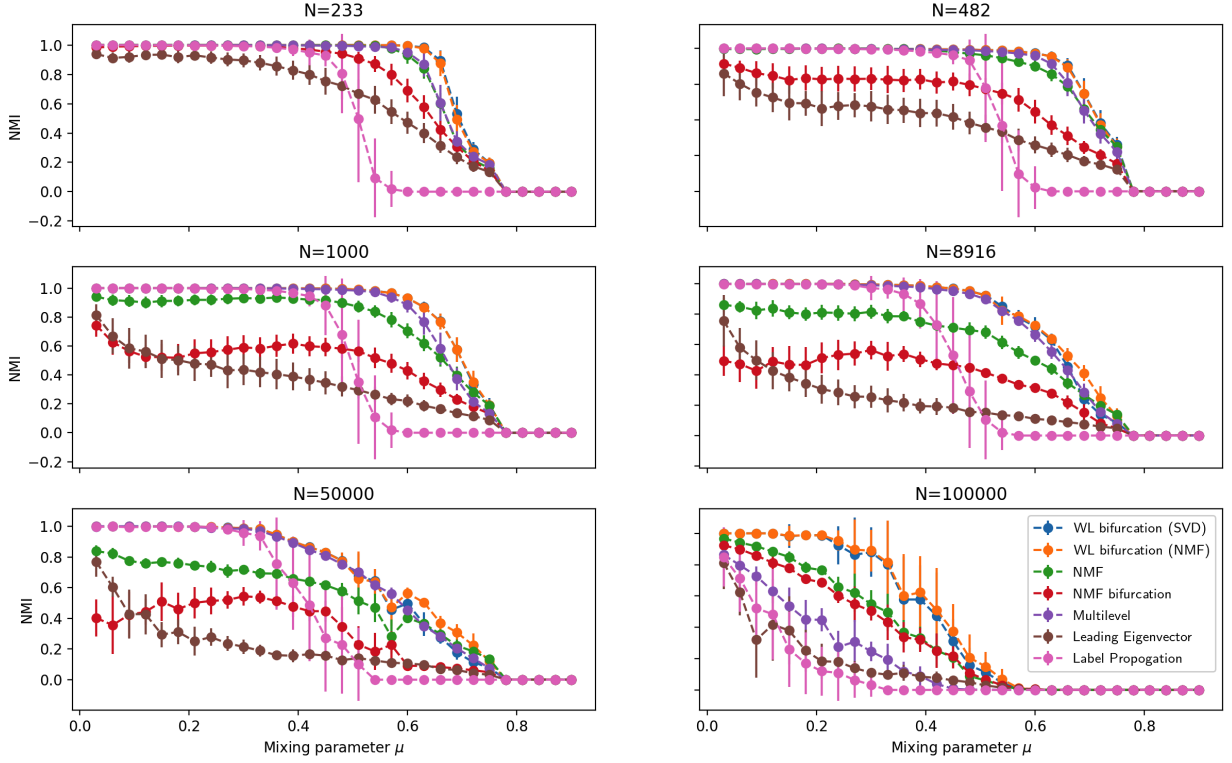 N=233
N=482
1.0
0.8
0.6
0.4
0.2
0.0
−0.2
NMI
N=1000
N=8916
1.0
0.8
0.6
0.4
0.2
0.0
−0.2
NMI
N=50000
N=100000
1.0
0.8
0.6
0.4
0.2
0.0
NMI
WL bifurcation (SVD)
WL bifurcation (NMF)
NMF
NMF bifurcation
Multilevel
Leading Eigenvector
Label Propogation
0.0 0.2 0.4 0.6 0.8
0.0 0.2 0.4 0.6 0.8
Mixing parameter μ
Mixing parameter μ